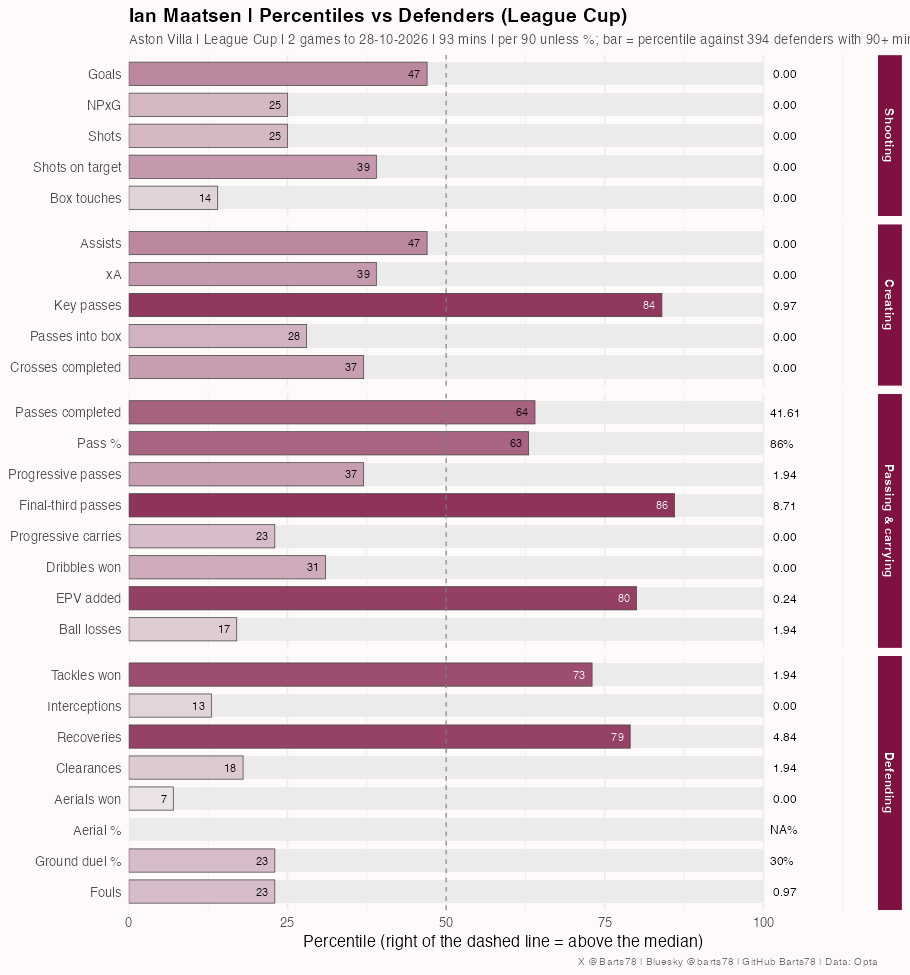 Ian Maatsen | Percentiles vs Defenders (League Cup)
Aston Villa | League Cup | 2 games to 28-10-2026 | 93 mins | per 90 unless %; bar = percentile against 394 defenders with 90+ min
Goals 47 0.00
NPxG 25 0.00
Shots 25 0.00
Shots on target 39 0.00
Box touches 14 0.00
Shooting
Assists 47 0.00
xA 39 0.00
Key passes 84 0.97
Passes into box 28 0.00
Crosses completed 37 0.00
Creating
Passes completed 64 41.61
Pass % 63 86%
Progressive passes 37 1.94
Final-third passes 86 8.71
Progressive carries 23 0.00
Dribbles won 31 0.00
EPV added 80 0.24
Ball losses 17 1.94
Passing & carrying
Tackles won 73 1.94
Interceptions 13 0.00
Recoveries 79 4.84
Clearances 18 1.94
Aerials won 7 0.00
Aerial % NA%
Ground duel % 23 30%
Fouls 23 0.97
Defending
0 25 50 75 100
Percentile (right of the dashed line = above the median)
X @Barts78 | Bluesky @barts78 | GitHub Barts78 | Data: Opta